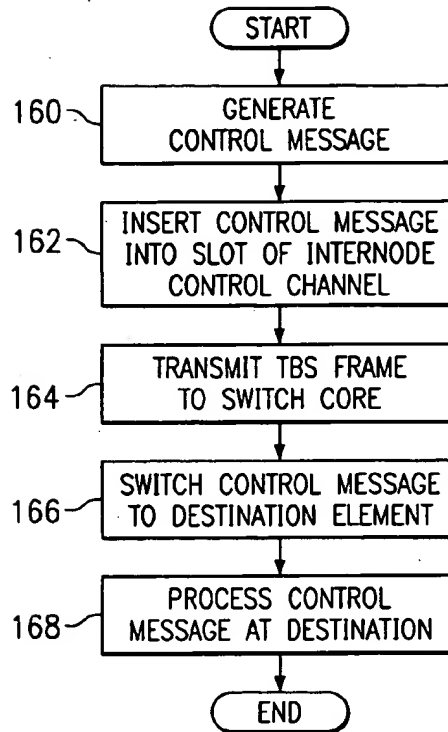 START
160
GENERATE
CONTROL MESSAGE
162
INSERT CONTROL MESSAGE
INTO SLOT OF INTERNODE
CONTROL CHANNEL
164
TRANSMIT TBS FRAME
TO SWITCH CORE
166
SWITCH CONTROL MESSAGE
TO DESTINATION ELEMENT
168
PROCESS CONTROL
MESSAGE AT DESTINATION
END